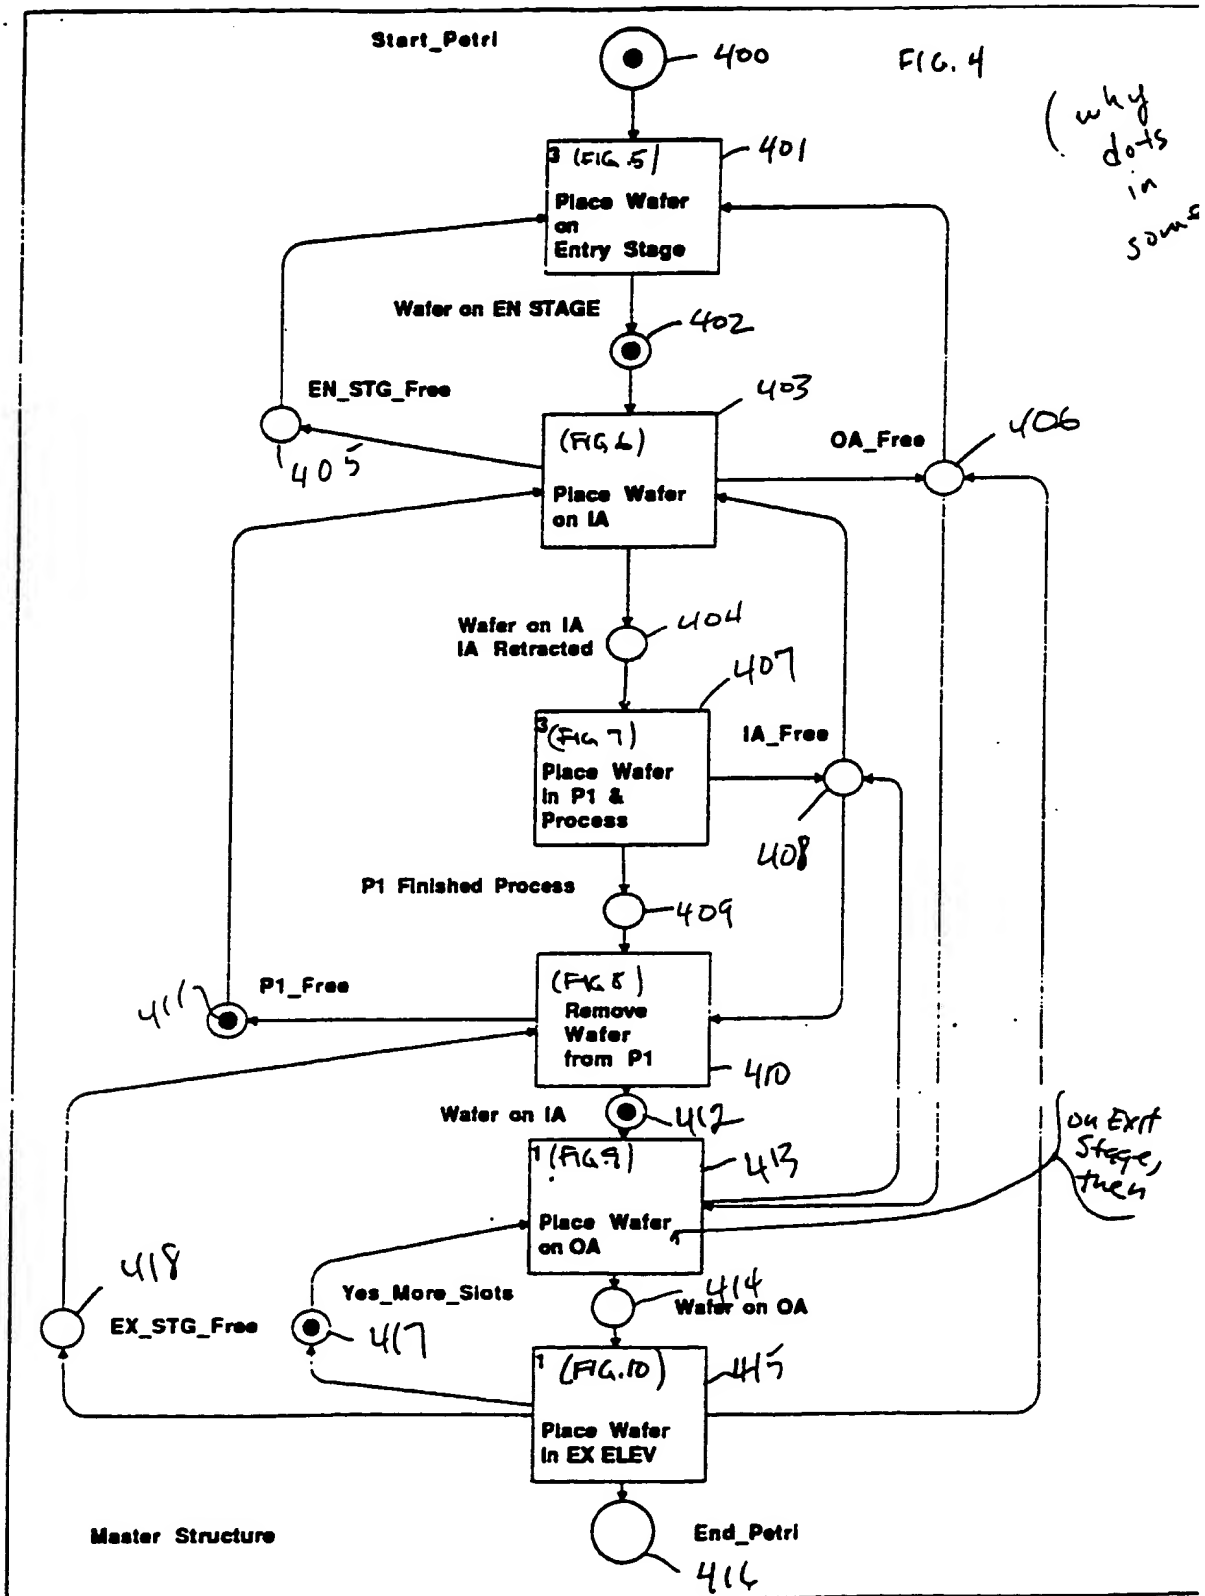 Start_Petri
400
FIG. 4
(why
dots
in
some
3 (FIG.5)
401
Place Wafer
on
Entry Stage
Wafer on EN STAGE
402
EN_STG_Free
405
403
(FIG 6)
Place Wafer
on IA
OA_Free
406
Wafer on IA
IA Retracted
404
407
3 (FIG 7)
Place Wafer
in P1 &
Process
IA_Free
408
P1 Finished Process
409
P1_Free
411
(FIG 8)
Remove
Wafer
from P1
410
Wafer on IA
412
1 (FIG.9)
413
Place Wafer
on OA
on Exit
Stage,
then
418
EX_STG_Free
Yes_More_Slots
417
414
Wafer on OA
1 (FIG.10)
415
Place Wafer
in EX ELEV
Master Structure
End_Petri
416